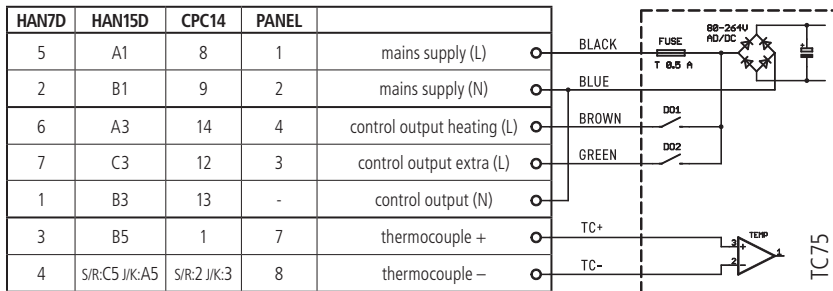 HAN7D HAN15D CPC14 PANEL
5 A1 8 1 mains supply (L) BLACK
2 B1 9 2 mains supply (N) BLUE
6 A3 14 4 control output heating (L) BROWN
7 C3 12 3 control output extra (L) GREEN
1 B3 13 - control output (N)
3 B5 1 7 thermocouple + TC+
4 S/R:C5 J/K:A5 S/R:2 J/K:3 8 thermocouple – TC-
FUSE
T 0.5 A
80-264V
AD/DC
+
DO1
DO2
TEMP
3 +
2 -
1
TC75